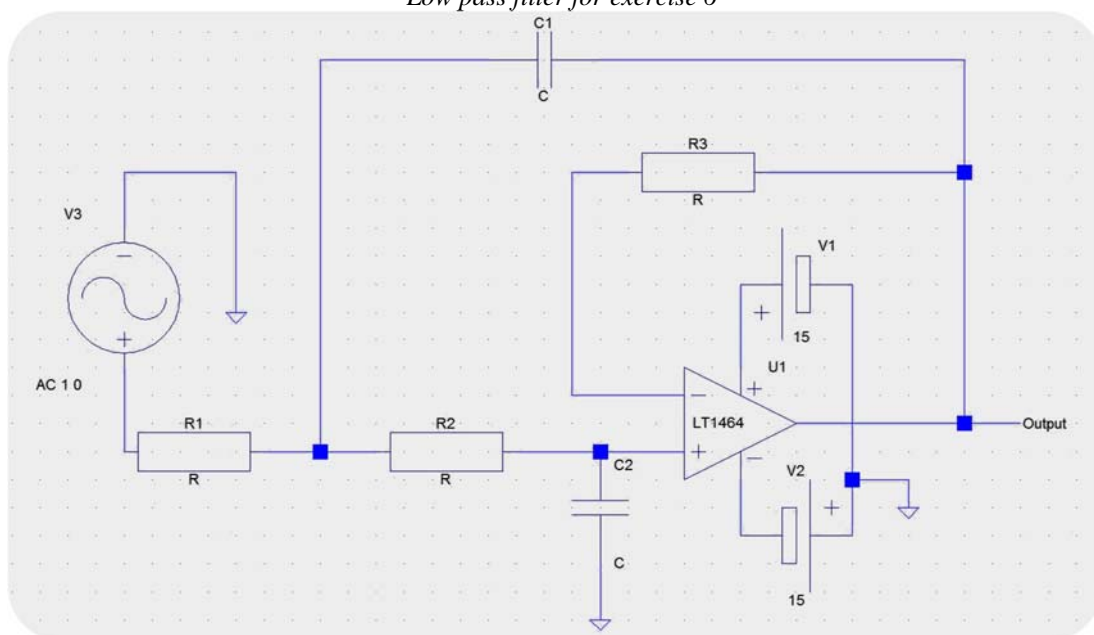 Low pass filter for exercise 6
C1
C
R3
R
V3
V1
15
U1
AC 1 0
R1
R
R2
R
LT1464
C2
C
V2
15
Output